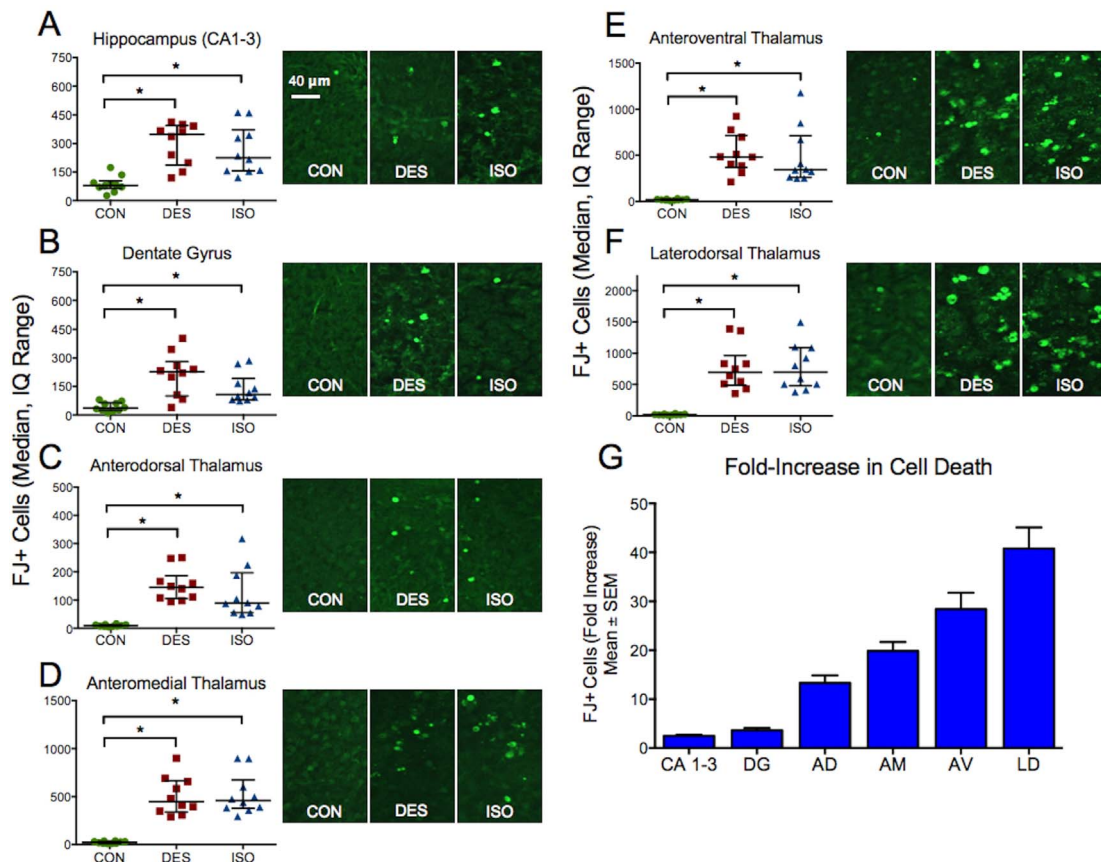 A
Hippocampus (CA1-3)
750
600
450
300
150
0
*
*
CON
DES
ISO
40 µm
CON
DES
ISO
B
Dentate Gyrus
750
600
450
300
150
0
*
*
CON
DES
ISO
CON
DES
ISO
FJ+ Cells (Median, IQ Range)
C
Anterodorsal Thalamus
500
400
300
200
100
0
*
*
CON
DES
ISO
CON
DES
ISO
D
Anteromedial Thalamus
1500
1000
500
0
*
*
CON
DES
ISO
CON
DES
ISO
E
Anteroventral Thalamus
1500
1000
500
0
*
*
CON
DES
ISO
CON
DES
ISO
FJ+ Cells (Median, IQ Range)
F
Laterodorsal Thalamus
2000
1500
1000
500
0
*
*
CON
DES
ISO
CON
DES
ISO
G
Fold-Increase in Cell Death
FJ+ Cells (Fold Increase)
Mean ± SEM
50
40
30
20
10
0
CA 1-3
DG
AD
AM
AV
LD